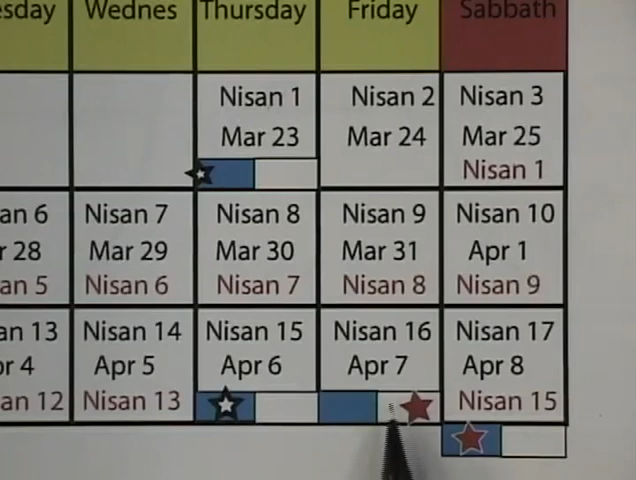 sday Wednes Thursday Friday Sabbath
Nisan 1 Nisan 2 Nisan 3
Mar 23 Mar 24 Mar 25
Nisan 1
an 6 Nisan 7 Nisan 8 Nisan 9 Nisan 10
r 28 Mar 29 Mar 30 Mar 31 Apr 1
an 5 Nisan 6 Nisan 7 Nisan 8 Nisan 9
an 13 Nisan 14 Nisan 15 Nisan 16 Nisan 17
or 4 Apr 5 Apr 6 Apr 7 Apr 8
an 12 Nisan 13 Nisan 15